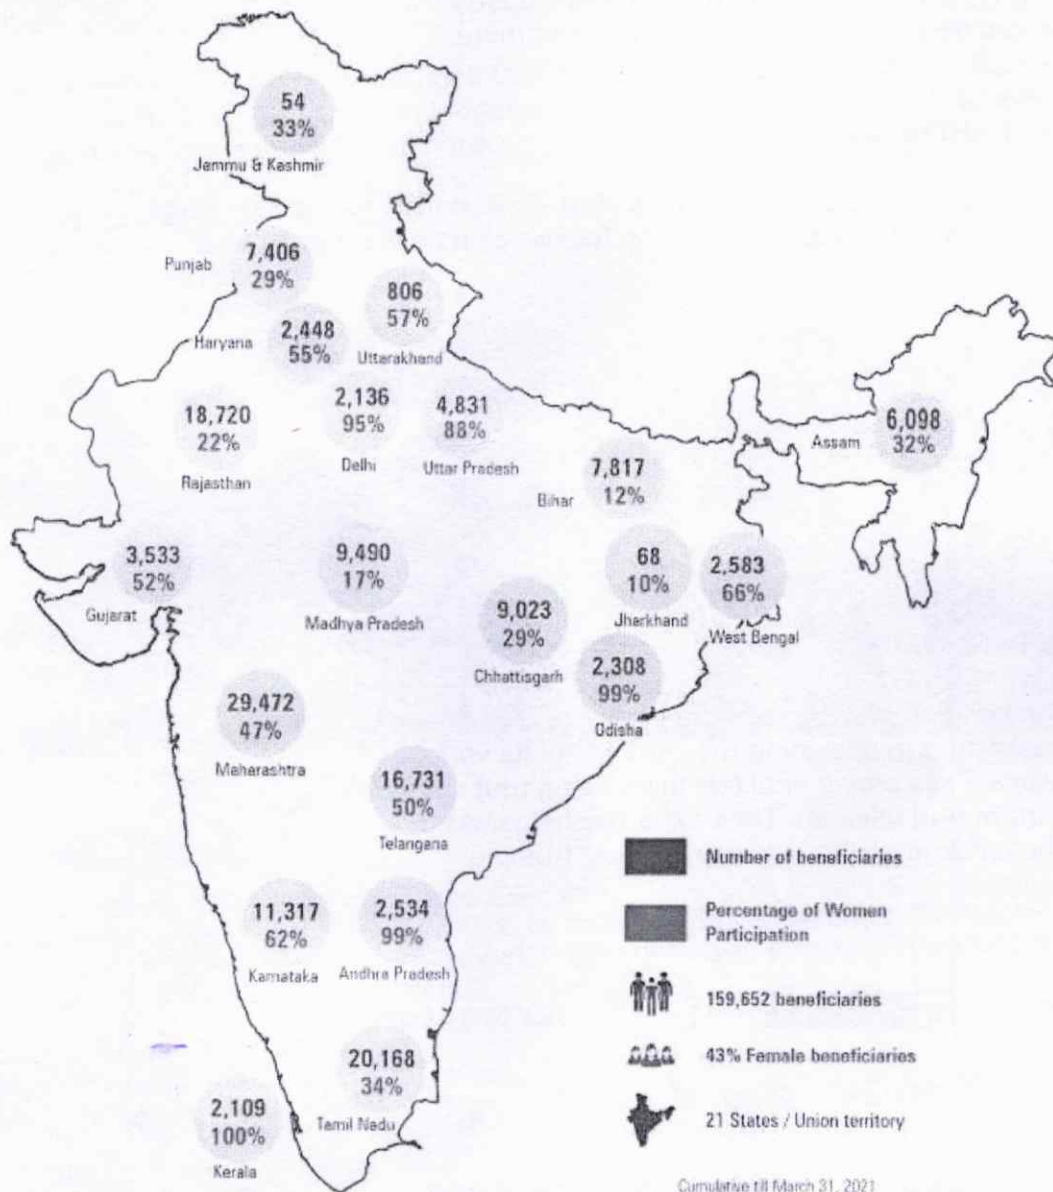 54
33%
Jammu & Kashmir
Punjab
7,406
29%
806
57%
Uttarakhand
Haryana
2,448
55%
18,720
22%
Rajasthan
2,136
95%
Delhi
4,831
88%
Uttar Pradesh
Assam
6,098
32%
7,817
12%
Bihar
3,533
52%
Gujarat
9,490
17%
Madhya Pradesh
68
10%
Jharkhand
2,583
66%
West Bengal
9,023
29%
Chhattisgarh
2,308
99%
Odisha
29,472
47%
Maharashtra
16,731
50%
Telangana
11,317
62%
Karnataka
2,534
99%
Andhra Pradesh
20,168
34%
Tamil Nadu
2,109
100%
Kerala
Number of beneficiaries
Percentage of Women
Participation
159,652 beneficiaries
43% Female beneficiaries
21 States / Union territory
Cumulative till March 31, 2021